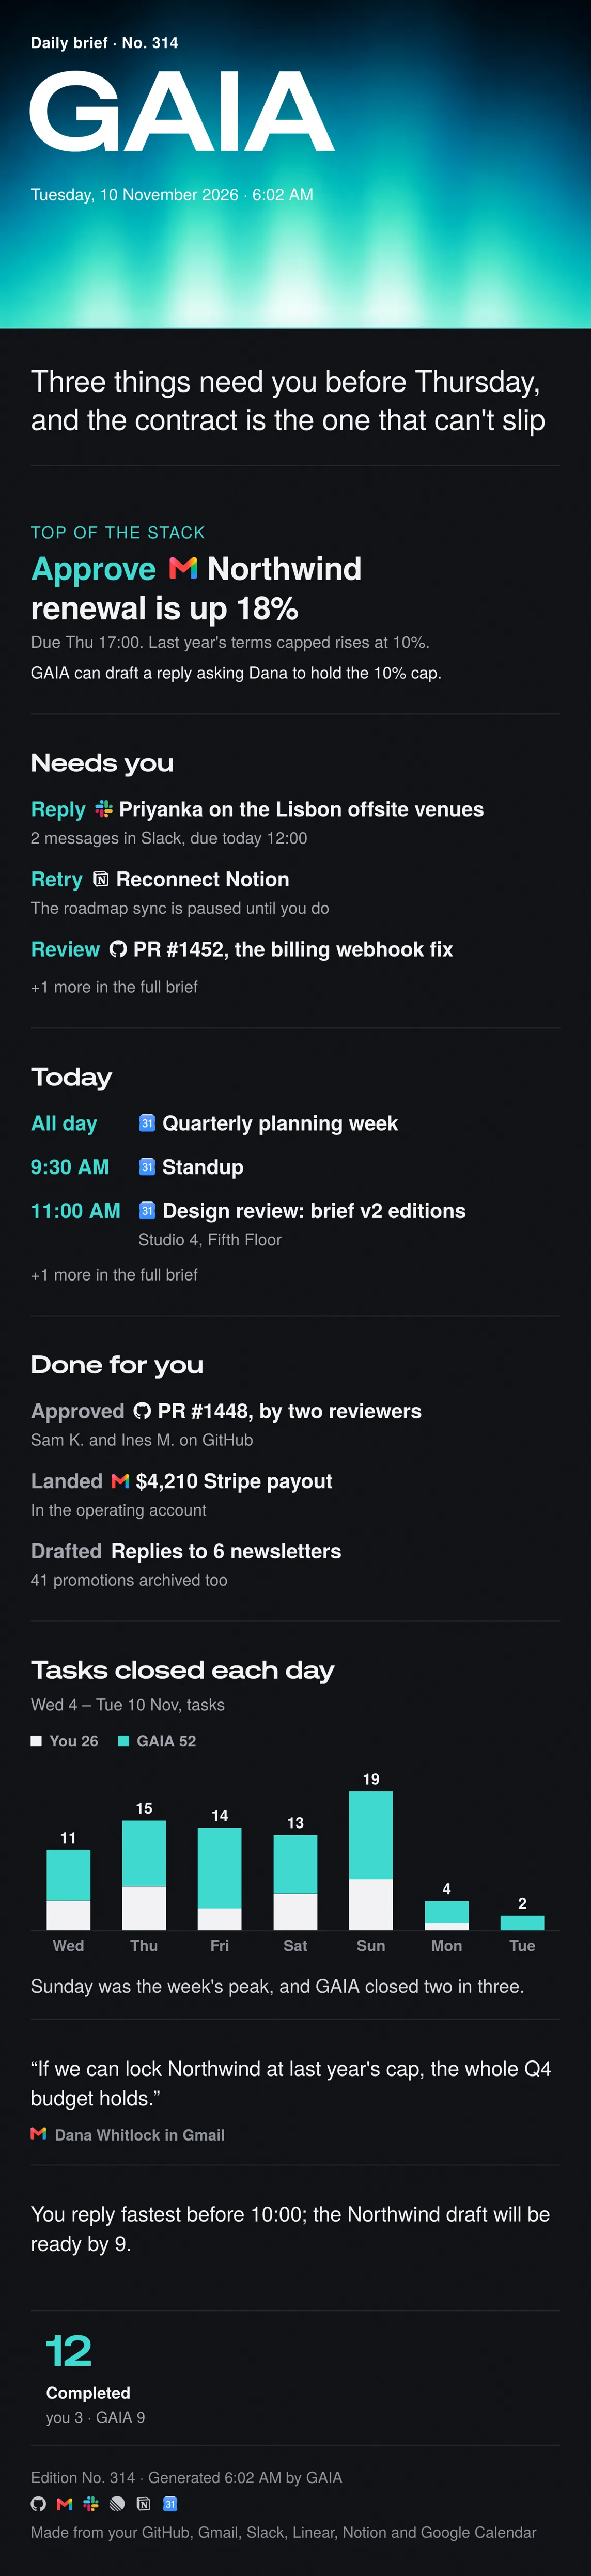 Daily brief · No. 314
GAIA
Tuesday, 10 November 2026 · 6:02 AM
Three things need you before Thursday,
and the contract is the one that can't slip
TOP OF THE STACK
Approve Northwind
renewal is up 18%
Due Thu 17:00. Last year's terms capped rises at 10%.
GAIA can draft a reply asking Dana to hold the 10% cap.
Needs you
Reply Priyanka on the Lisbon offsite venues
2 messages in Slack, due today 12:00
Retry Reconnect Notion
The roadmap sync is paused until you do
Review PR #1452, the billing webhook fix
+1 more in the full brief
Today
All day 31 Quarterly planning week
9:30 AM 31 Standup
11:00 AM 31 Design review: brief v2 editions
Studio 4, Fifth Floor
+1 more in the full brief
Done for you
Approved PR #1448, by two reviewers
Sam K. and Ines M. on GitHub
Landed $4,210 Stripe payout
In the operating account
Drafted Replies to 6 newsletters
41 promotions archived too
Tasks closed each day
Wed 4 – Tue 10 Nov, tasks
You 26 GAIA 52
11 15 14 13 19 4 2
Wed Thu Fri Sat Sun Mon Tue
Sunday was the week's peak, and GAIA closed two in three.
“If we can lock Northwind at last year's cap, the whole Q4
budget holds.”
Dana Whitlock in Gmail
You reply fastest before 10:00; the Northwind draft will be
ready by 9.
12
Completed
you 3 · GAIA 9
Edition No. 314 · Generated 6:02 AM by GAIA
31
Made from your GitHub, Gmail, Slack, Linear, Notion and Google Calendar